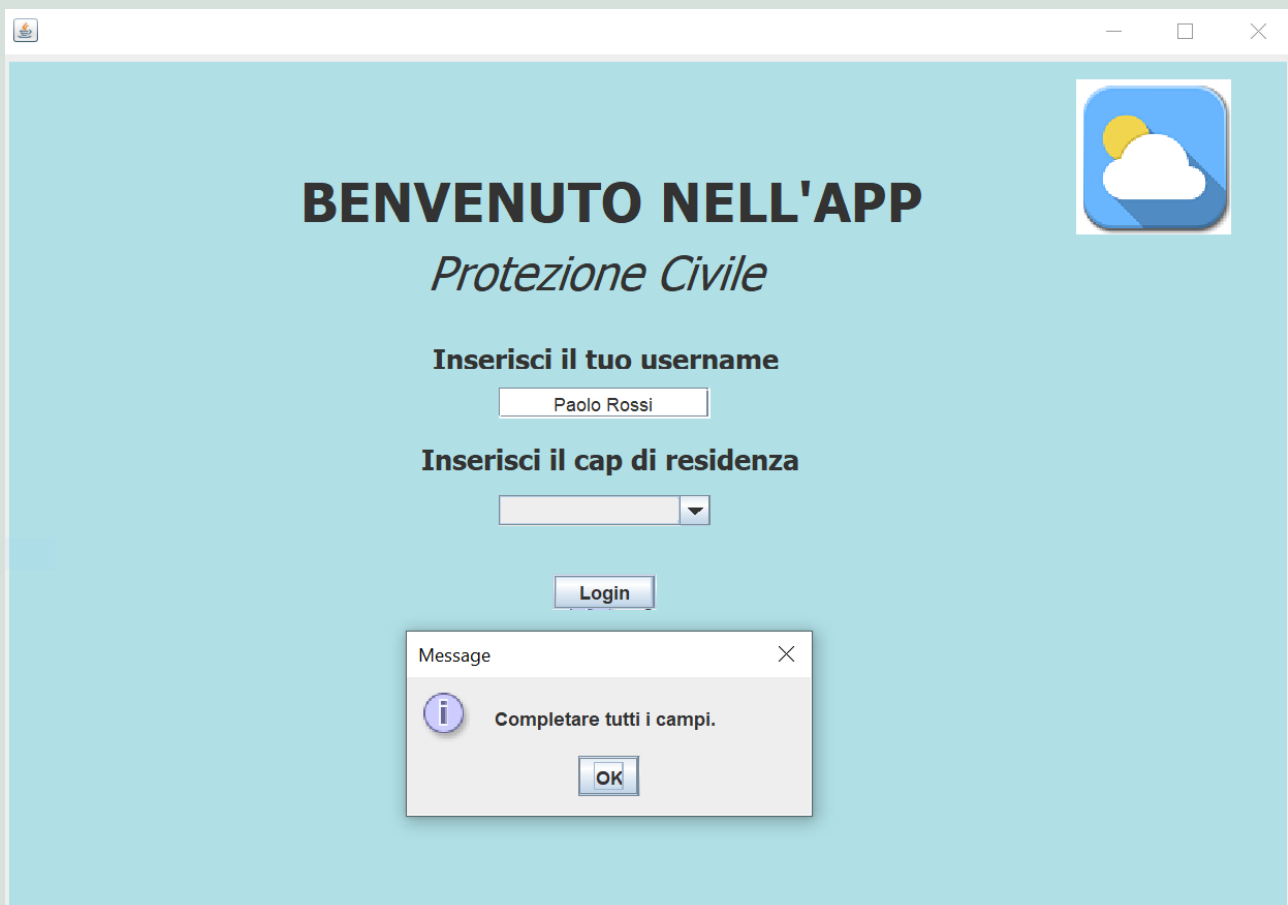 BENVENUTO NELL'APP
Protezione Civile
Inserisci il tuo username
Paolo Rossi
Inserisci il cap di residenza
Login
Message
Completare tutti i campi.
OK